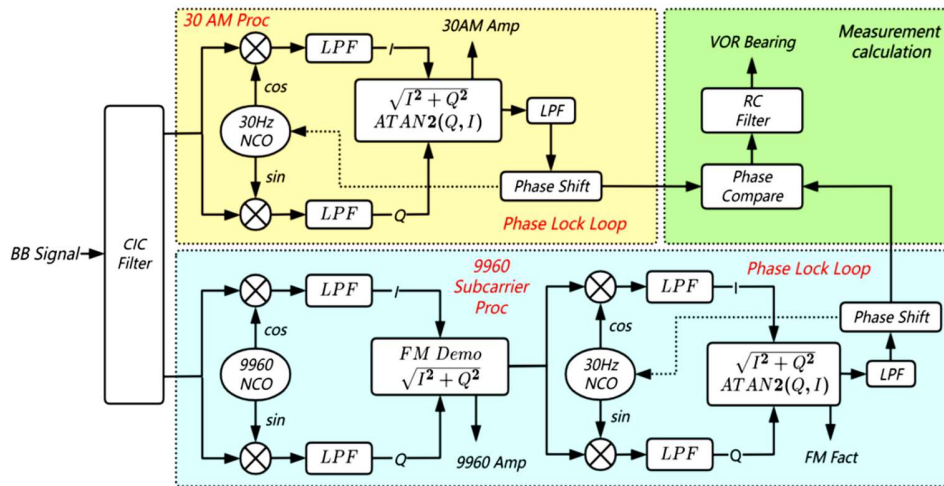 30 AM Proc
LPF
I
30AM Amp
cos
30Hz
NCO
√I² + Q²
ATAN2(Q, I)
LPF
sin
LPF
Q
Phase Shift
Phase Lock Loop
Measurement
calculation
VOR Bearing
RC
Filter
Phase
Compare
BB Signal
CIC
Filter
9960
Subcarrier
Proc
LPF
I
cos
9960
NCO
sin
LPF
Q
FM Demo
√I² + Q²
9960 Amp
Phase Lock Loop
LPF
I
cos
30Hz
NCO
sin
LPF
Q
√I² + Q²
ATAN2(Q, I)
Phase Shift
LPF
FM Fact